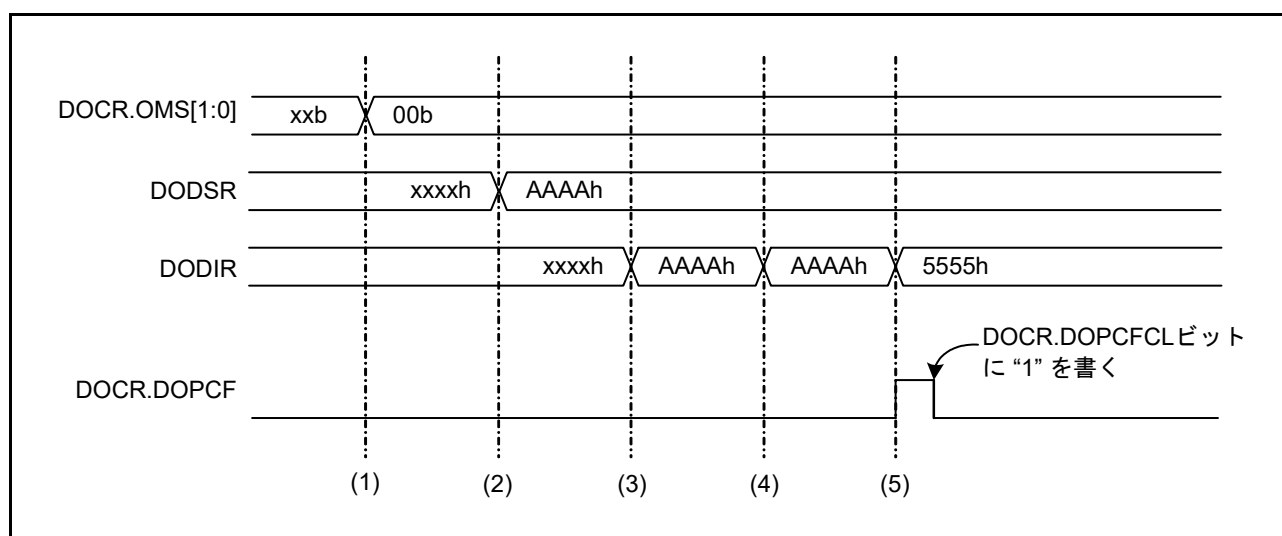 DOCR.OMS[1:0] xxb 00b
DODSR xxxxh AAAAh
DODIR xxxxh AAAAh AAAAh 5555h
DOCR.DOPCFCLビット
に “1” を書く
DOCR.DOPCF
(1) (2) (3) (4) (5)